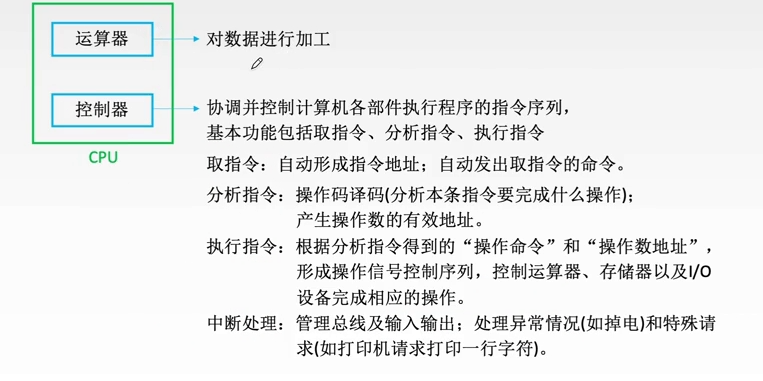 运算器
对数据进行加工
控制器
协调并控制计算机各部件执行程序的指令序列，
基本功能包括取指令、分析指令、执行指令
CPU
取指令：自动形成指令地址；自动发出取指令的命令。
分析指令：操作码译码(分析本条指令要完成什么操作)；
产生操作数的有效地址。
执行指令：根据分析指令得到的“操作命令”和“操作数地址”，
形成操作信号控制序列，控制运算器、存储器以及I/O
设备完成相应的操作。
中断处理：管理总线及输入输出；处理异常情况(如掉电)和特殊请
求(如打印机请求打印一行字符)。